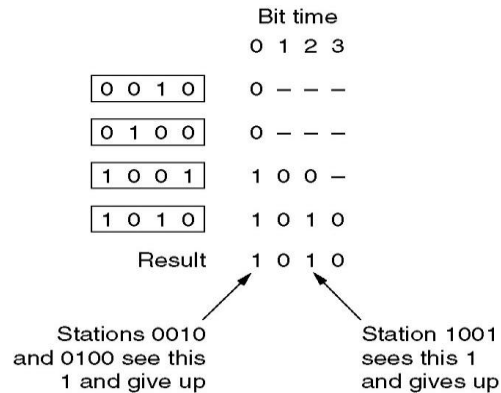 Bit time
0 1 2 3
0 0 1 0 0 – – –
0 1 0 0 0 – – –
1 0 0 1 1 0 0 –
1 0 1 0 1 0 1 0
Result 1 0 1 0
Stations 0010
and 0100 see this
1 and give up
Station 1001
sees this 1
and gives up